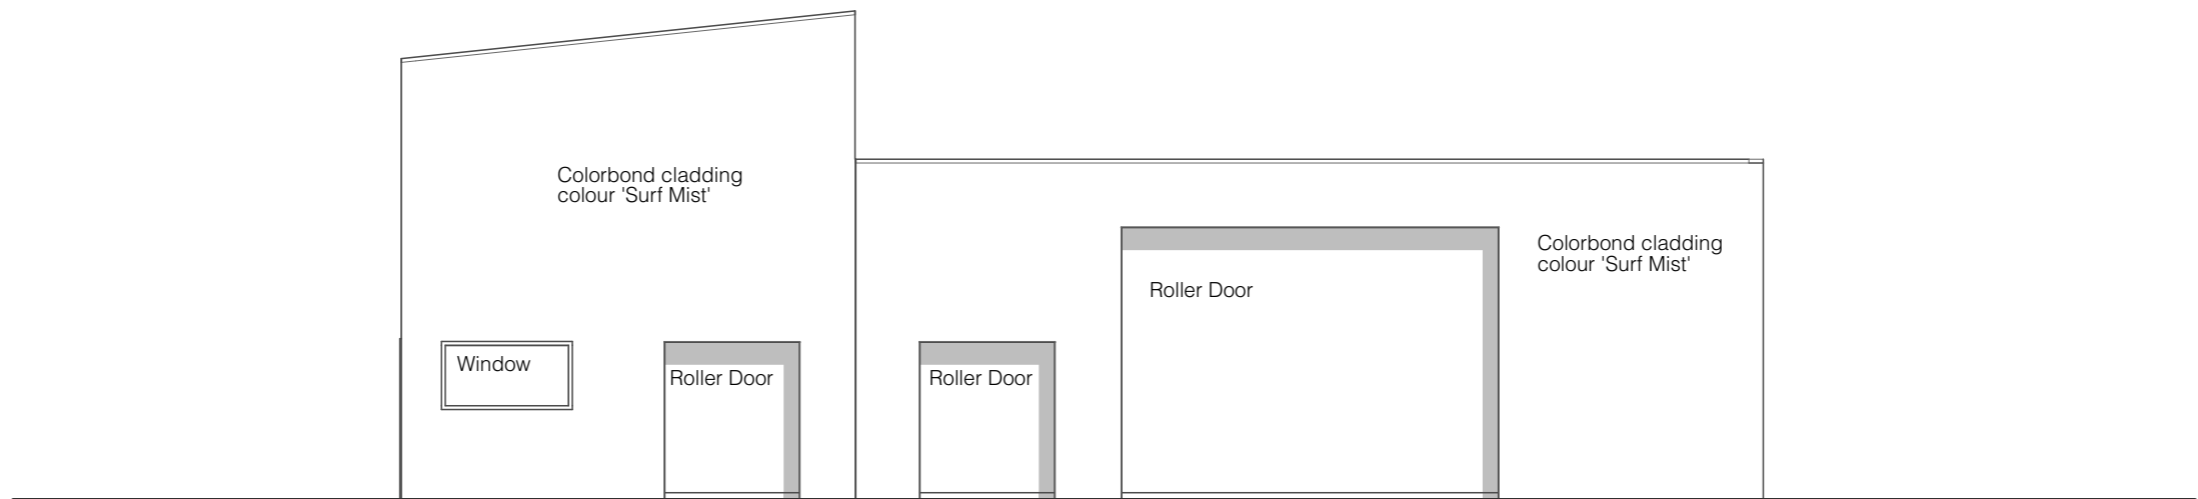 Colorbond cladding
colour 'Surf Mist'
Colorbond cladding
colour 'Surf Mist'
Roller Door
Window
Roller Door
Roller Door